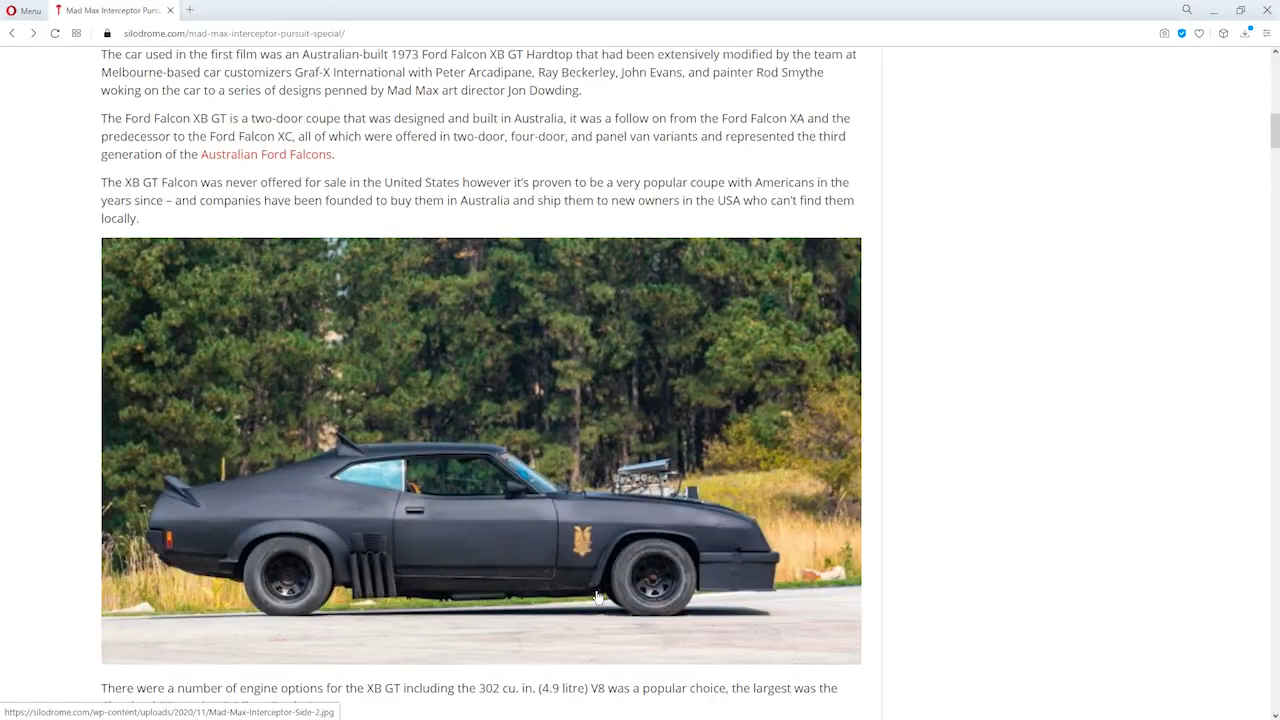 Menu
Mad Max Interceptor Pursu
silodrome.com/mad-max-interceptor-pursuit-special/
The car used in the first film was an Australian-built 1973 Ford Falcon XB GT Hardtop that had been extensively modified by the team at
Melbourne-based car customizers Graf-X International with Peter Arcadipane, Ray Beckerley, John Evans, and painter Rod Smythe
woking on the car to a series of designs penned by Mad Max art director Jon Dowding.
The Ford Falcon XB GT is a two-door coupe that was designed and built in Australia, it was a follow on from the Ford Falcon XA and the
predecessor to the Ford Falcon XC, all of which were offered in two-door, four-door, and panel van variants and represented the third
generation of the Australian Ford Falcons.
The XB GT Falcon was never offered for sale in the United States however it's proven to be a very popular coupe with Americans in the
years since – and companies have been founded to buy them in Australia and ship them to new owners in the USA who can't find them
locally.
There were a number of engine options for the XB GT including the 302 cu. in. (4.9 litre) V8 was a popular choice, the largest was the
https://silodrome.com/wp-content/uploads/2020/11/Mad-Max-Interceptor-Side-2.jpg